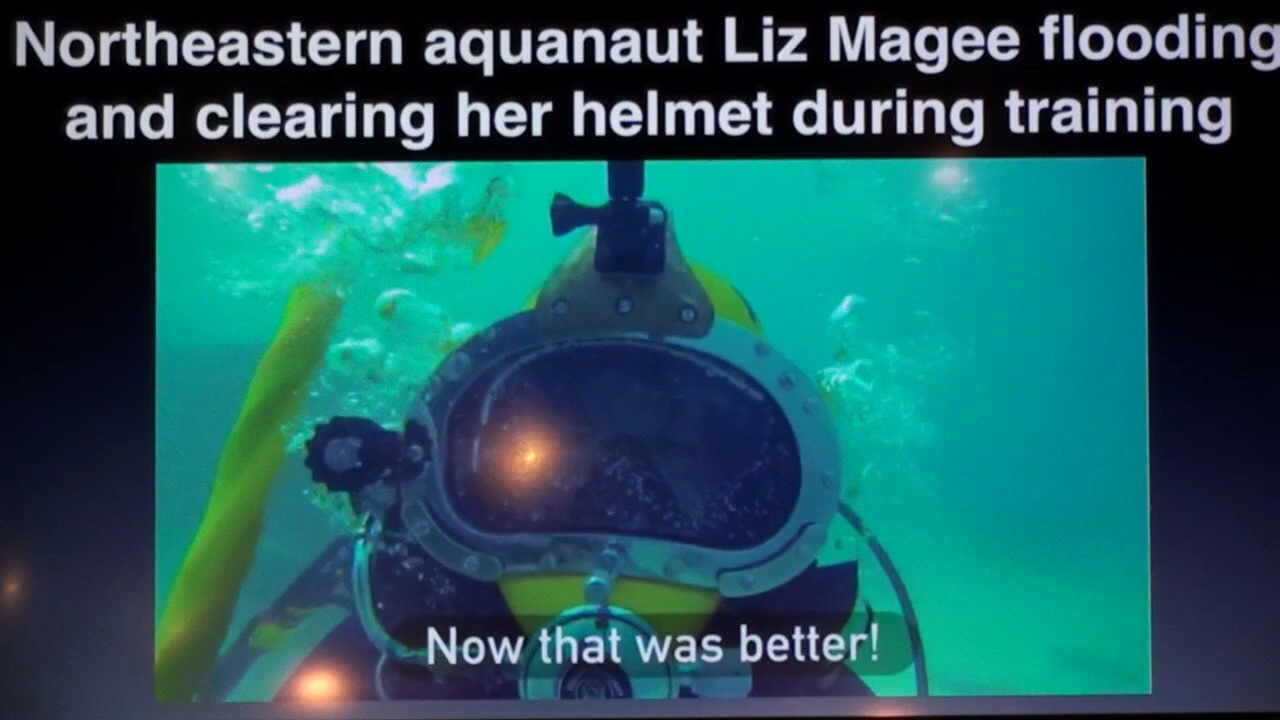 Northeastern aquanaut Liz Magee flooding
and clearing her helmet during training
Now that was better!